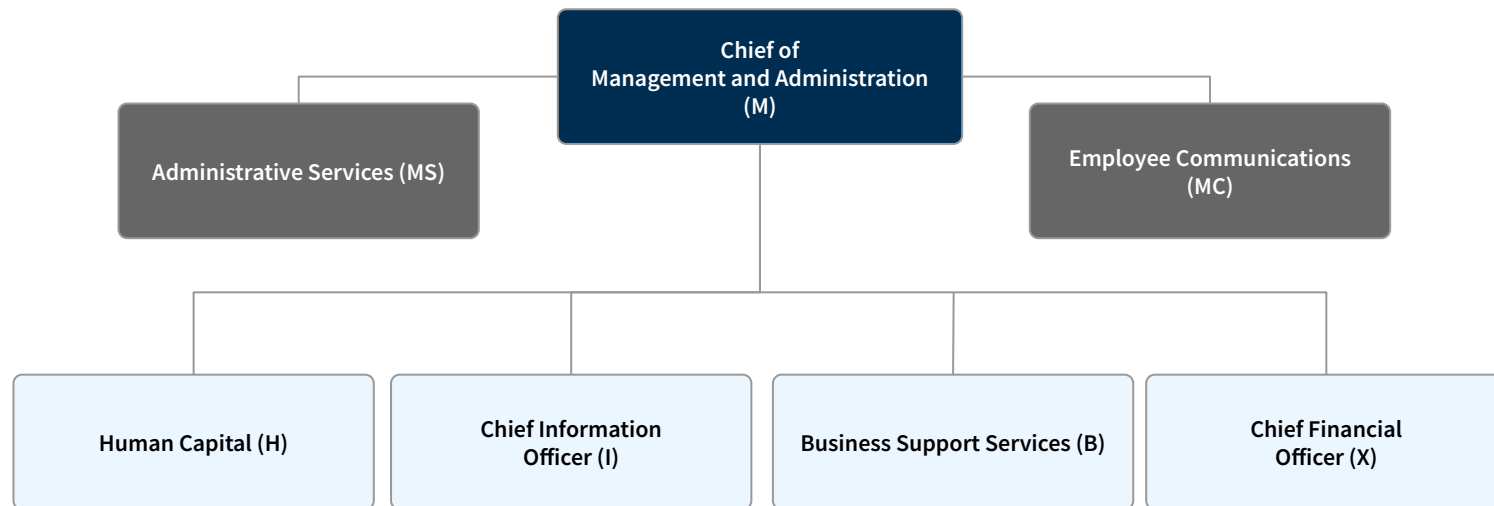 Chief of
Management and Administration
(M)
Administrative Services (MS)
Employee Communications
(MC)
Human Capital (H)
Chief Information
Officer (I)
Business Support Services (B)
Chief Financial
Officer (X)